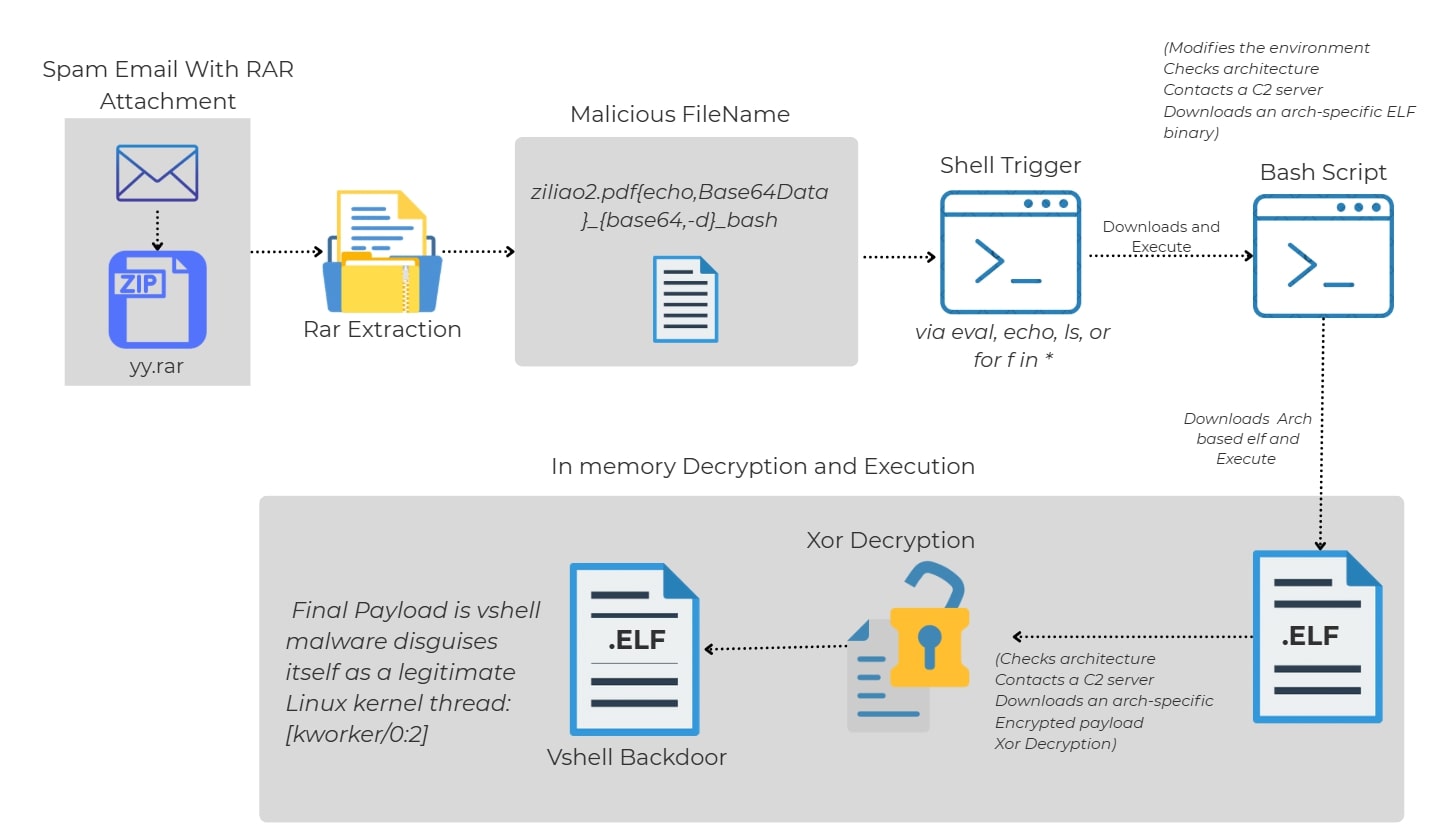 Spam Email With RAR
Attachment
ZIP
yy.rar
Rar Extraction
Malicious FileName
ziliao2.pdf{echo,Base64Data
}_{base64,-d}_bash
Shell Trigger
>_
via eval, echo, ls, or
for f in *
Downloads and
Execute
(Modifies the environment
Checks architecture
Contacts a C2 server
Downloads an arch-specific ELF
binary)
Bash Script
>_
Downloads Arch
based elf and
Execute
In memory Decryption and Execution
.ELF
(Checks architecture
Contacts a C2 server
Downloads an arch-specific
Encrypted payload
Xor Decryption)
Xor Decryption
.ELF
Vshell Backdoor
Final Payload is vshell
malware disguises
itself as a legitimate
Linux kernel thread:
[kworker/0:2]